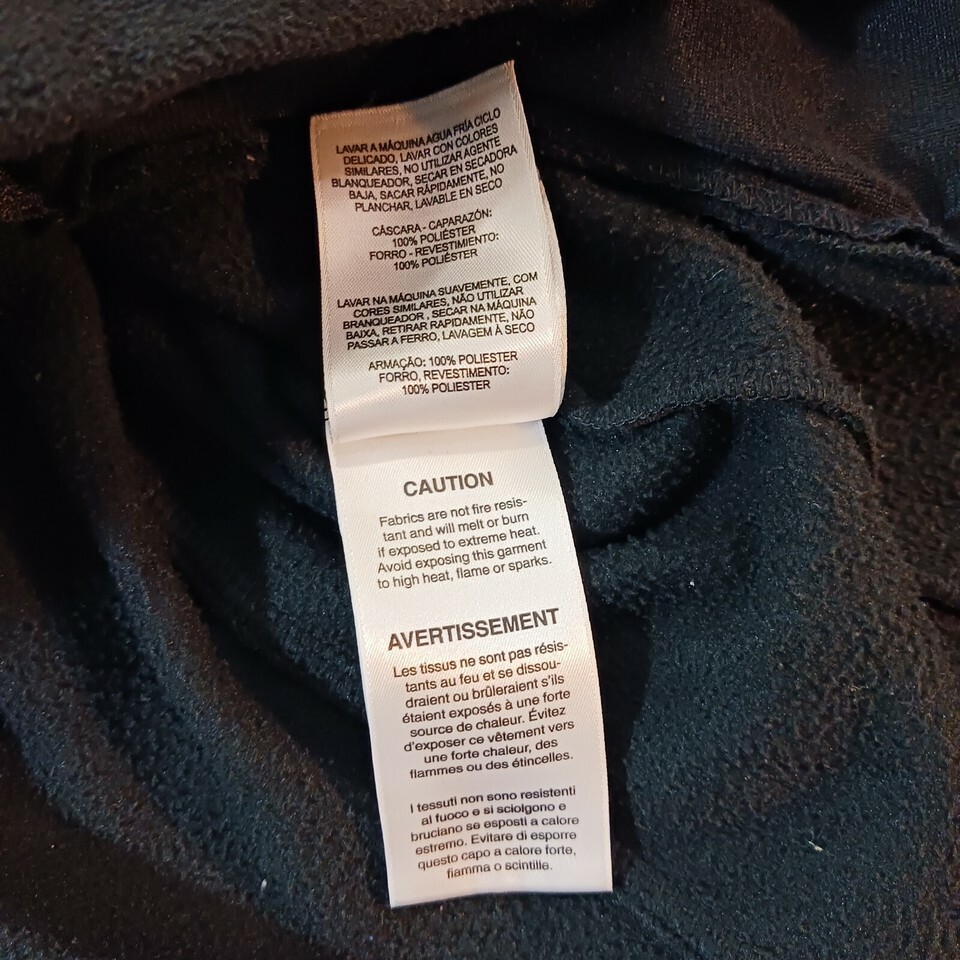 LAVAR A MÁQUINA AGUA FRÍA CICLO
DELICADO, LAVAR CON COLORES
SIMILARES, NO UTILIZAR AGENTE
BLANQUEADOR, SECAR EN SECADORA
BAJA, SACAR RÁPIDAMENTE, NO
PLANCHAR, LAVABLE EN SECO
CÁSCARA - CAPARAZÓN:
100% POLIÉSTER
FORRO - REVESTIMIENTO:
100% POLIÉSTER
LAVAR NA MÁQUINA SUAVEMENTE, COM
CORES SIMILARES, NÃO UTILIZAR
BRANQUEADOR , SECAR NA MÁQUINA
BAIXA, RETIRAR RAPIDAMENTE, NÃO
PASSAR A FERRO, LAVAGEM À SECO
ARMAÇÃO: 100% POLIESTER
FORRO, REVESTIMENTO:
100% POLIESTER
CAUTION
Fabrics are not fire resis-
tant and will melt or burn
if exposed to extreme heat.
Avoid exposing this garment
to high heat, flame or sparks.
AVERTISSEMENT
Les tissus ne sont pas résis-
tants au feu et se dissou-
draient ou brûleraient s'ils
étaient exposés à une forte
source de chaleur. Évitez
d'exposer ce vêtement vers
une forte chaleur, des
flammes ou des étincelles.
I tessuti non sono resistenti
al fuoco e si sciolgono e
bruciano se esposti a calore
estremo. Evitare di esporre
questo capo a calore forte,
fiamma o scintille.